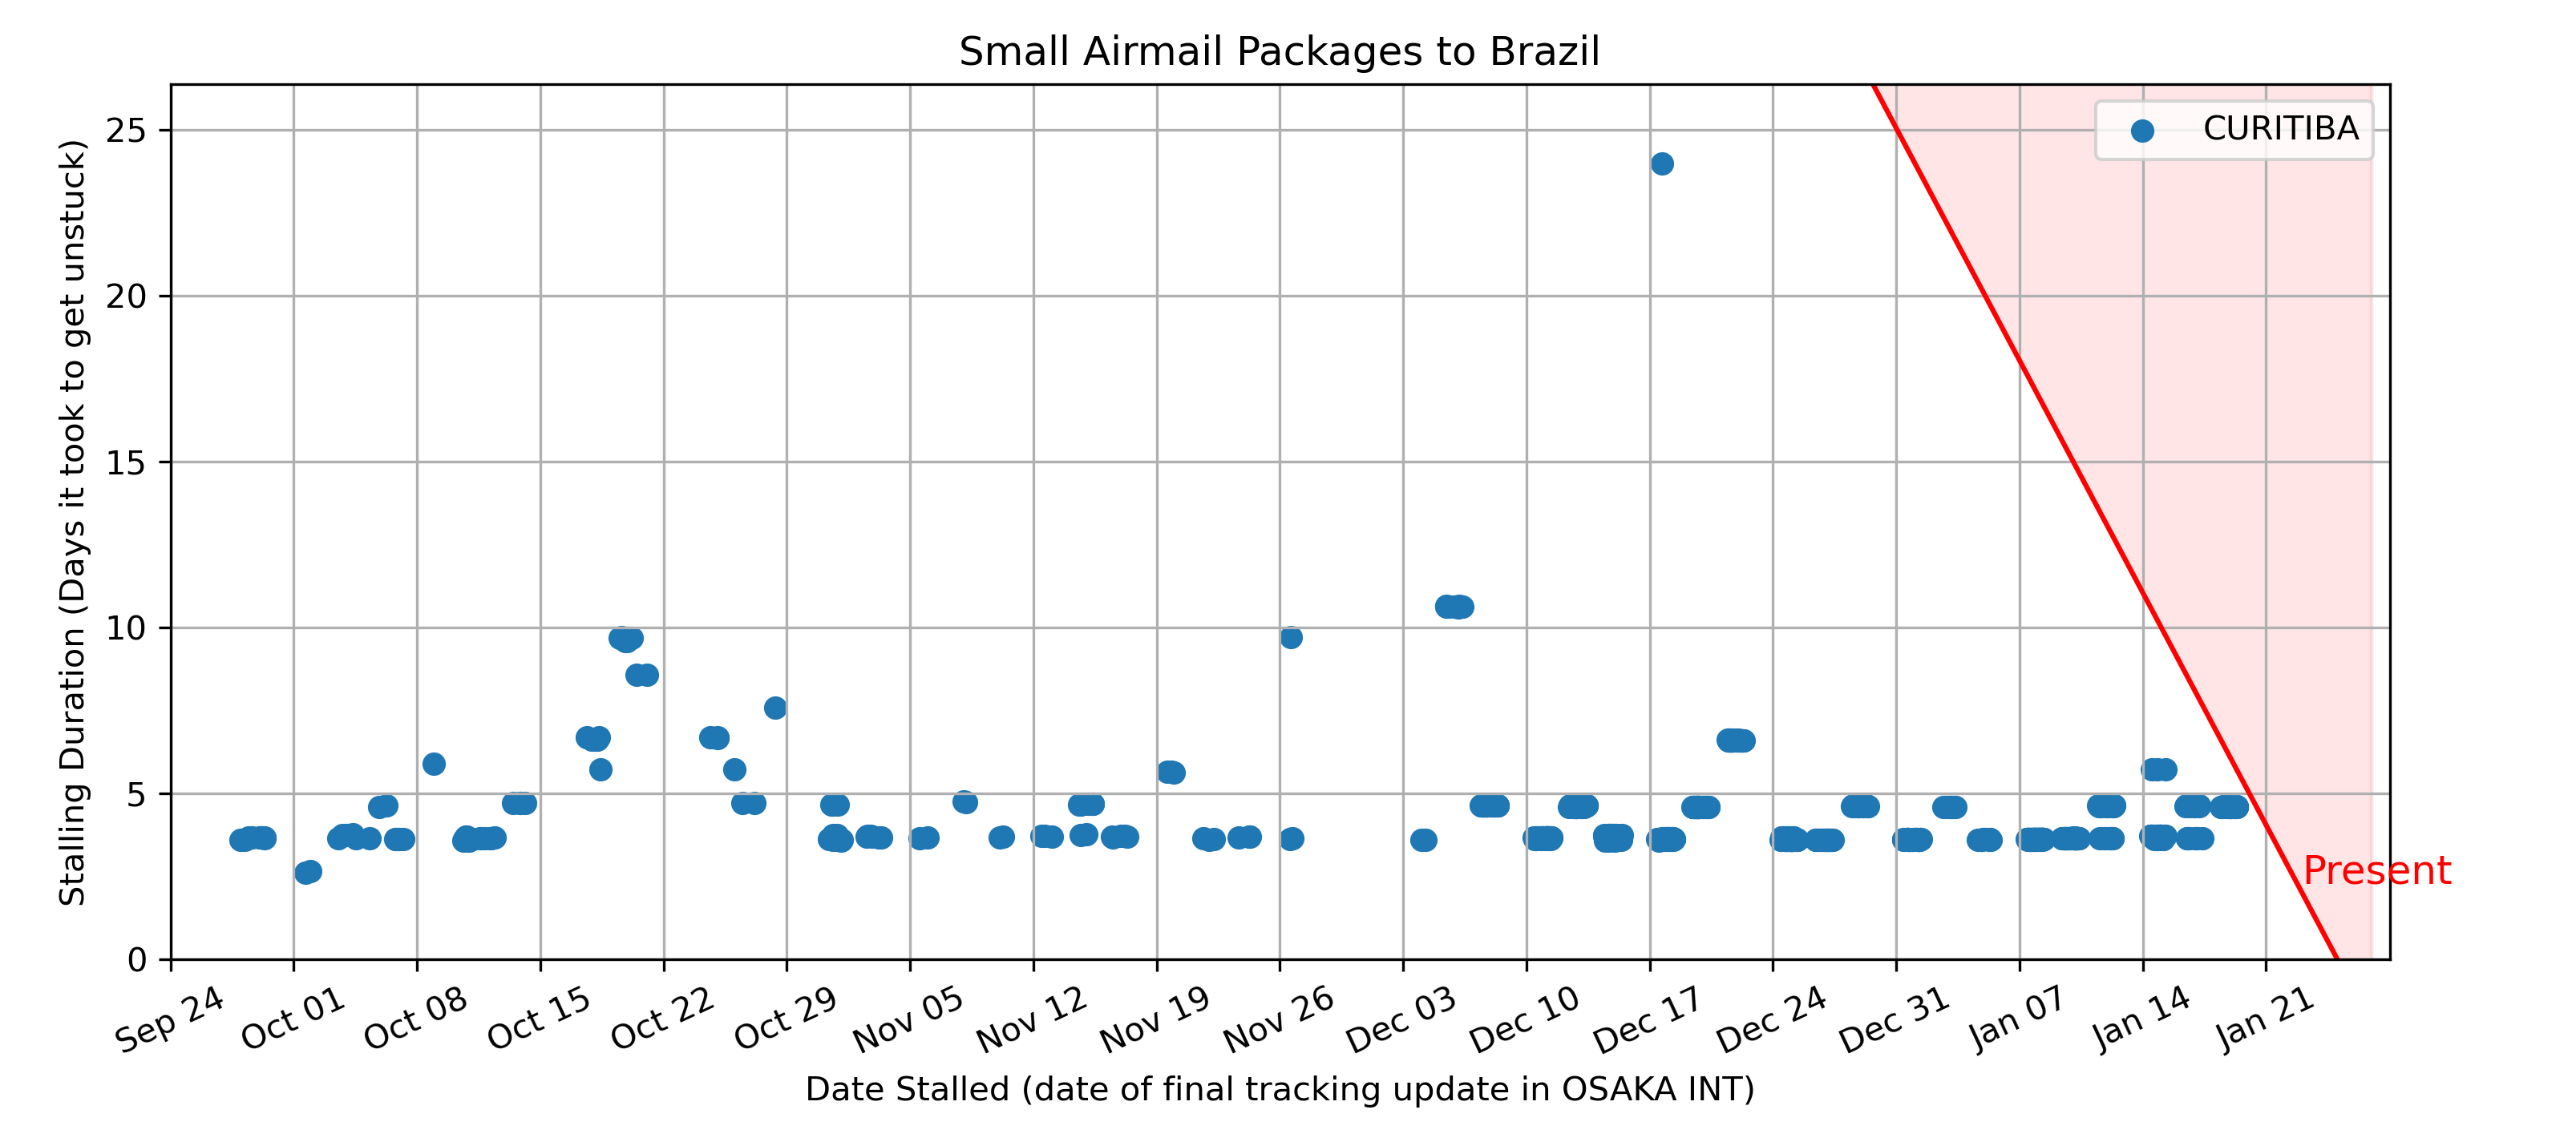 Small Airmail Packages to Brazil
CURITIBA
Stalling Duration (Days it took to get unstuck)
25
20
15
10
5
0
Present
Sep 24
Oct 01
Oct 08
Oct 15
Oct 22
Oct 29
Nov 05
Nov 12
Nov 19
Nov 26
Dec 03
Dec 10
Dec 17
Dec 24
Dec 31
Jan 07
Jan 14
Jan 21
Date Stalled (date of final tracking update in OSAKA INT)